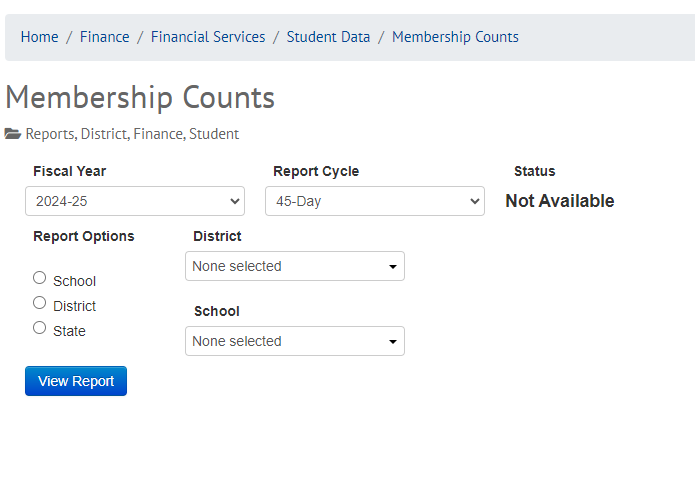 Home / Finance / Financial Services / Student Data / Membership Counts
Membership Counts
Reports, District, Finance, Student
Fiscal Year Report Cycle Status
2024-25 45-Day Not Available
Report Options District
None selected
School
District School
State None selected
View Report